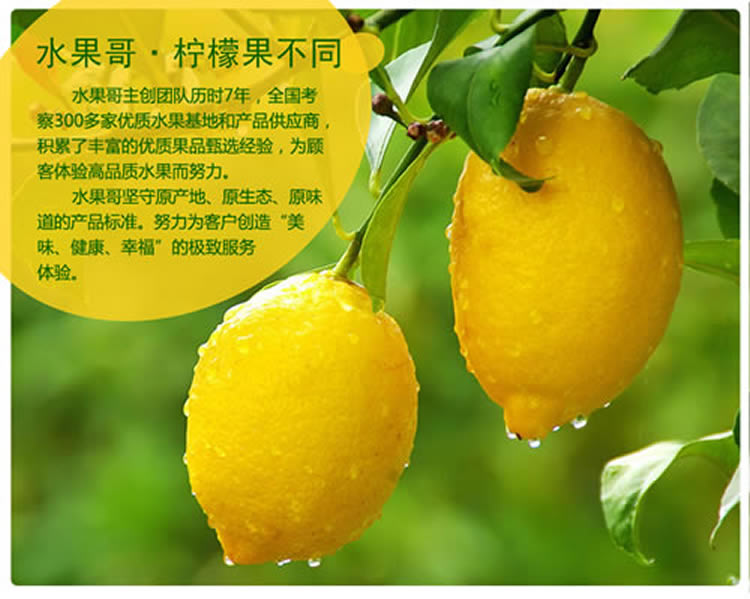 水果哥·柠檬果不同
水果哥主创团队历时7年，全国考
察300多家优质水果基地和产品供应商，
积累了丰富的优质果品甄选经验，为顾
客体验高品质水果而努力。
水果哥坚守原产地、原生态、原味
道的产品标准。努力为客户创造“美
味、健康、幸福”的极致服务
体验。